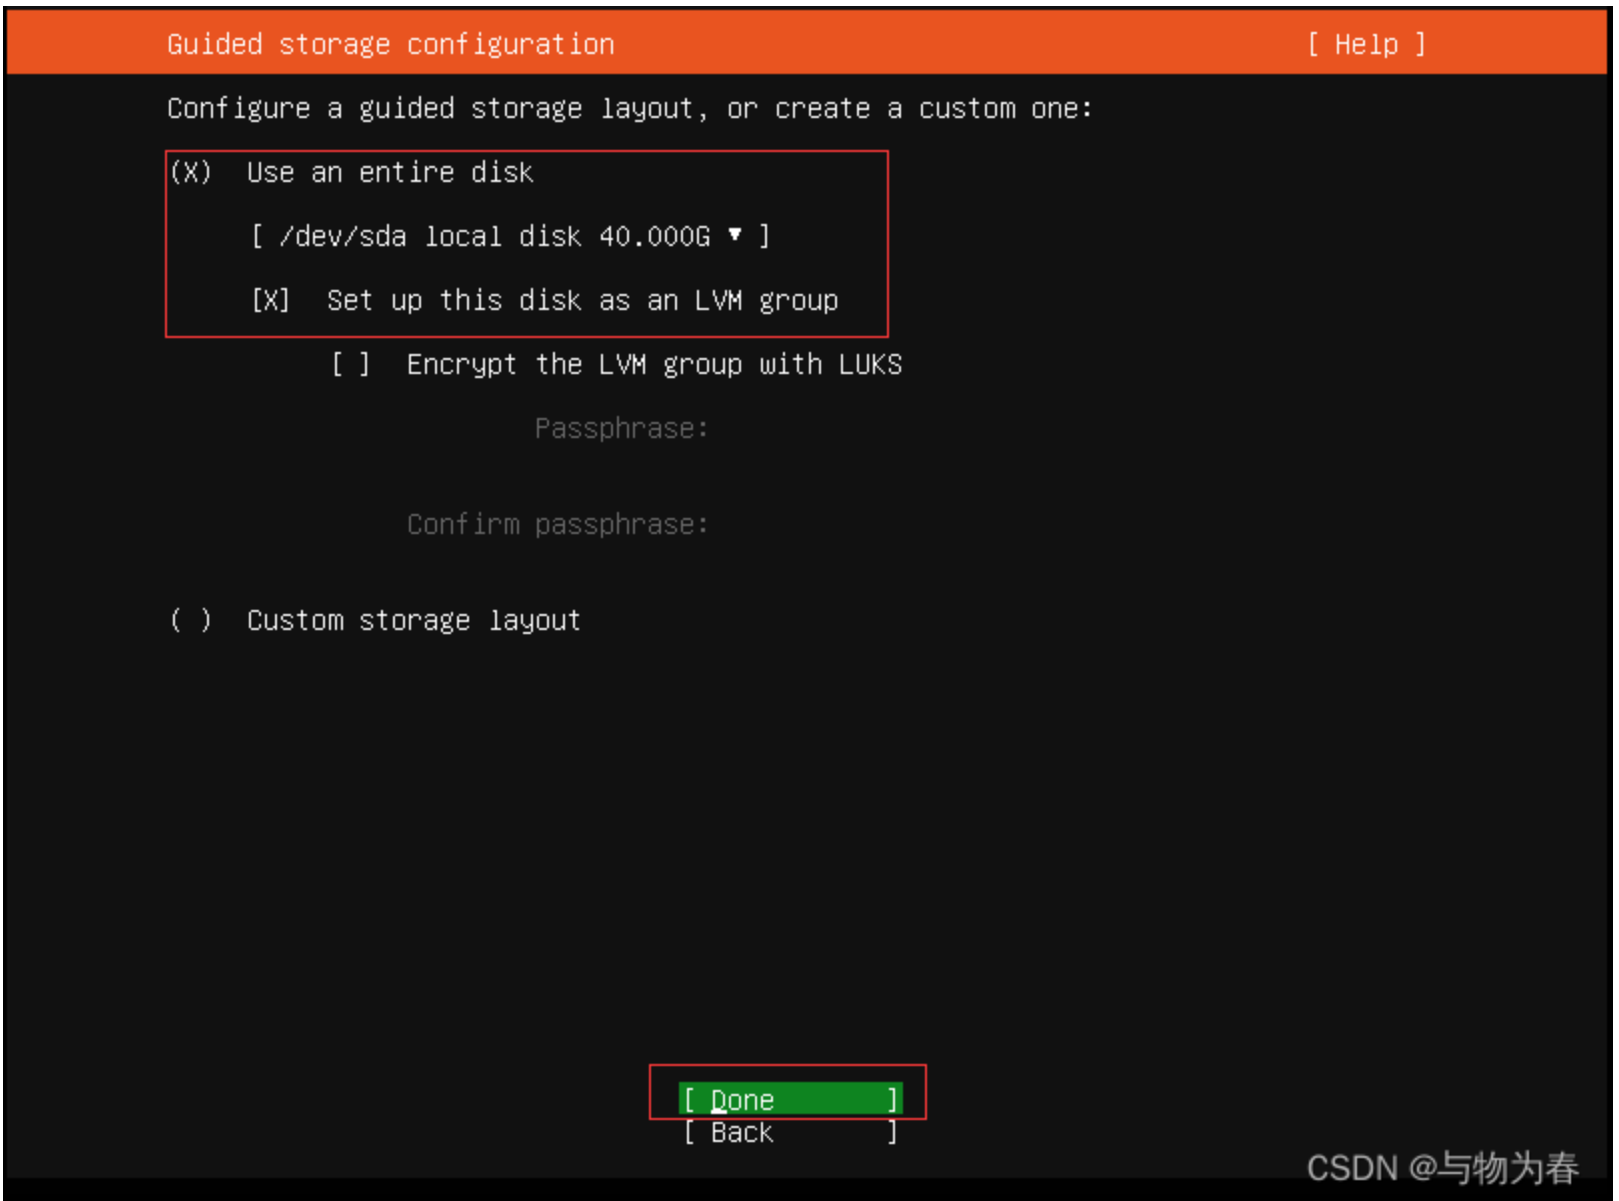 Guided storage configuration [ Help ]
Configure a guided storage layout, or create a custom one:
(X) Use an entire disk
[ /dev/sda local disk 40.000G ▾ ]
[X] Set up this disk as an LVM group
[ ] Encrypt the LVM group with LUKS
Passphrase:
Confirm passphrase:
( ) Custom storage layout
[ Done ]
[ Back ]
CSDN @与物为春